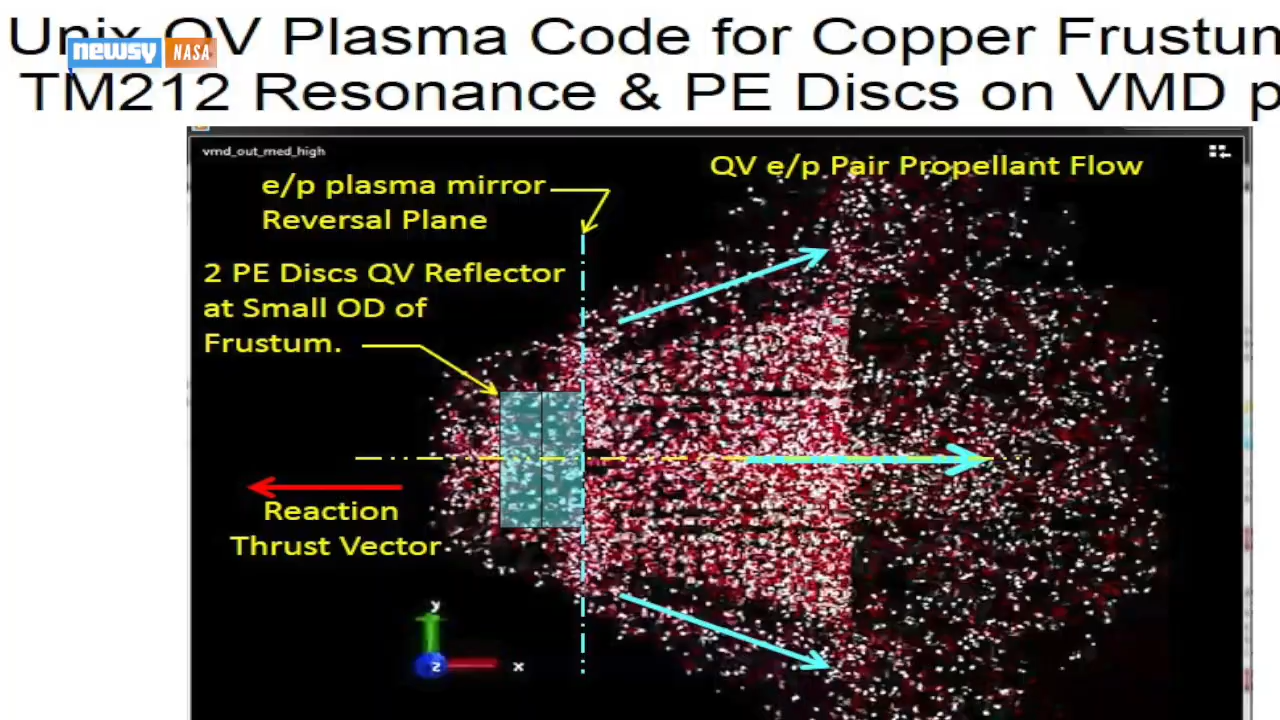 Unix QV Plasma Code for Copper Frustum
TM212 Resonance & PE Discs on VMD p
newsy NASA
vmd_out_med_high
QV e/p Pair Propellant Flow
e/p plasma mirror
Reversal Plane
2 PE Discs QV Reflector
at Small OD of
Frustum.
Reaction
Thrust Vector
y
z
x